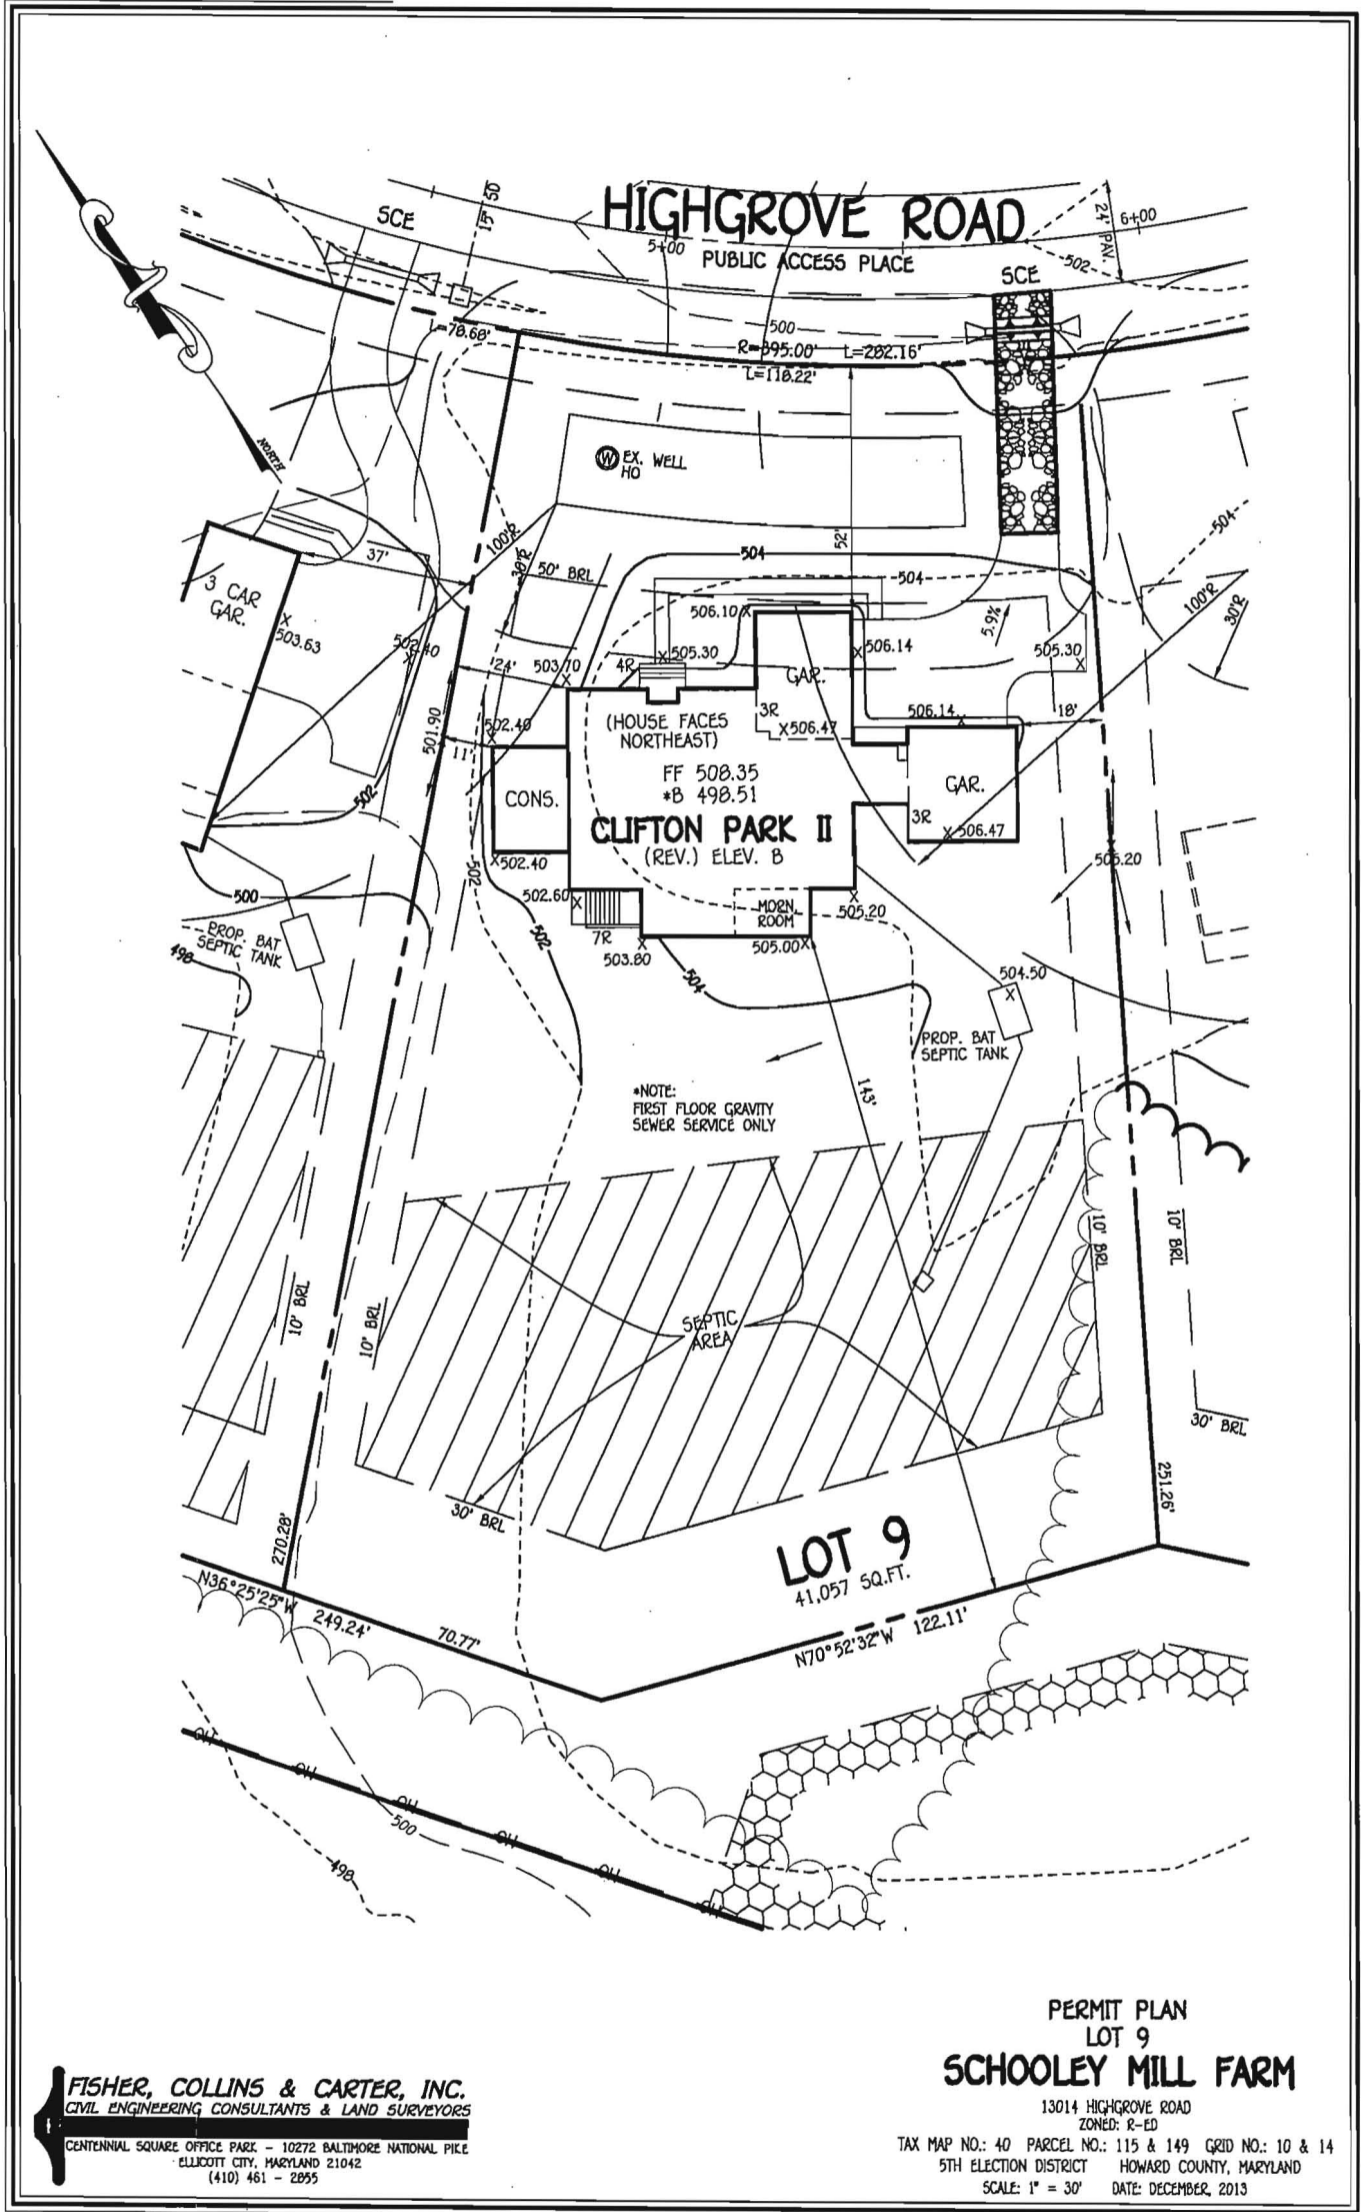 HIGHGROVE ROAD
PUBLIC ACCESS PLACE
SCE
15"
50
5+00
6+00
24' PAV.
502
SCE
500
L=78.68'
R=395.00' L=282.16'
L=118.22'
NORTH
W EX. WELL
HO
504
504
504
52'
37'
100'R
30'R
50' BRL
100'R
30'R
3 CAR
GAR.
503.63
502.40
506.10
506.14
5.9%
505.30
505.30
4R
24'
503.70
GAR.
3R
506.47
506.14
18'
(HOUSE FACES
NORTHEAST)
501.90
502.40
11'
502
CONS.
FF 508.35
*B 498.51
GAR.
CLIFTON PARK II
(REV.) ELEV. B
3R
506.47
505.20
502.40
502
502.60
500
PROP. BAT
SEPTIC TANK
498
502
7R
503.80
MORN.
ROOM
505.00
505.20
504
504.50
PROP. BAT
SEPTIC TANK
*NOTE:
FIRST FLOOR GRAVITY
SEWER SERVICE ONLY
143'
10' BRL
10' BRL
10' BRL
10' BRL
SEPTIC
AREA
30' BRL
30' BRL
251.26'
270.28'
LOT 9
41,057 SQ.FT.
N36°25'25"W
249.24'
70.77'
N70°52'32"W 122.11'
OH
OH
OH
OH
OH
OH
500
498
PERMIT PLAN
LOT 9
SCHOOLEY MILL FARM
13014 HIGHGROVE ROAD
ZONED: R-ED
TAX MAP NO.: 40 PARCEL NO.: 115 & 149 GRID NO.: 10 & 14
5TH ELECTION DISTRICT HOWARD COUNTY, MARYLAND
SCALE: 1" = 30' DATE: DECEMBER, 2013
FISHER, COLLINS & CARTER, INC.
CIVIL ENGINEERING CONSULTANTS & LAND SURVEYORS
CENTENNIAL SQUARE OFFICE PARK - 10272 BALTIMORE NATIONAL PIKE
ELLICOTT CITY, MARYLAND 21042
(410) 461 - 2855